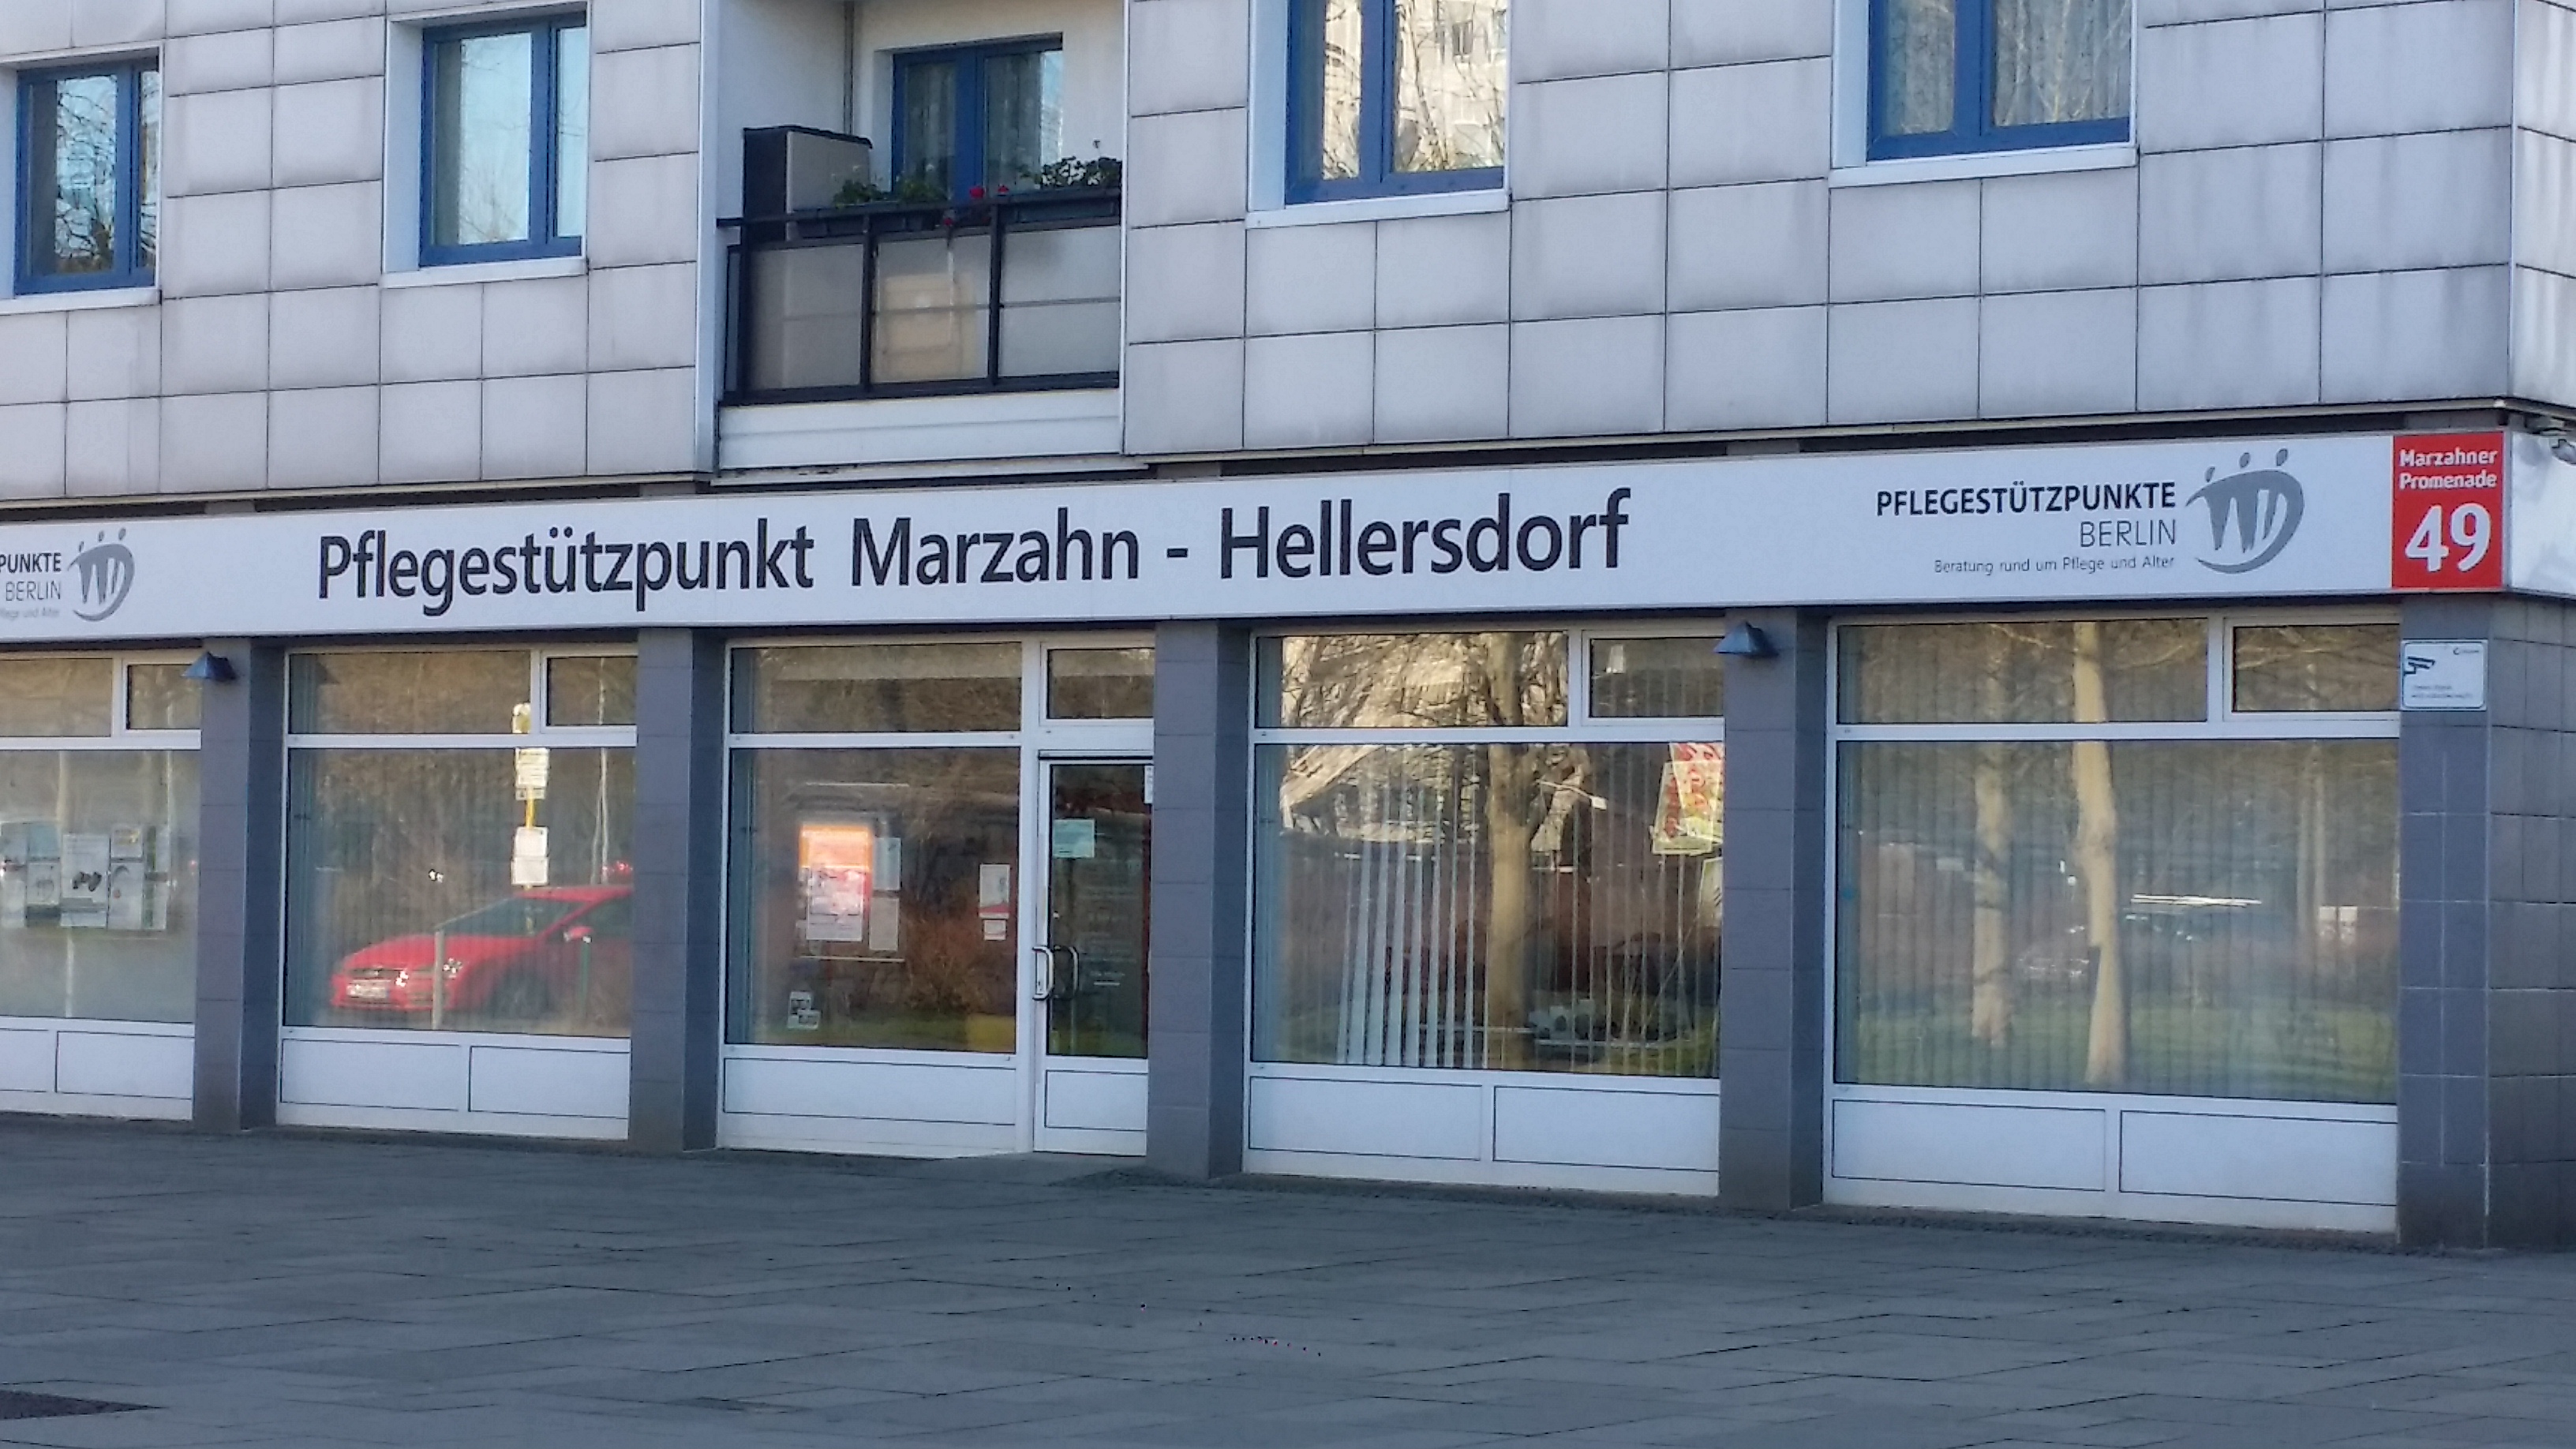 PUNKTE
BERLIN
Pflegestützpunkt Marzahn - Hellersdorf
PFLEGESTÜTZPUNKTE
BERLIN
Beratung rund um Pflege und Alter
Marzahner
Promenade
49